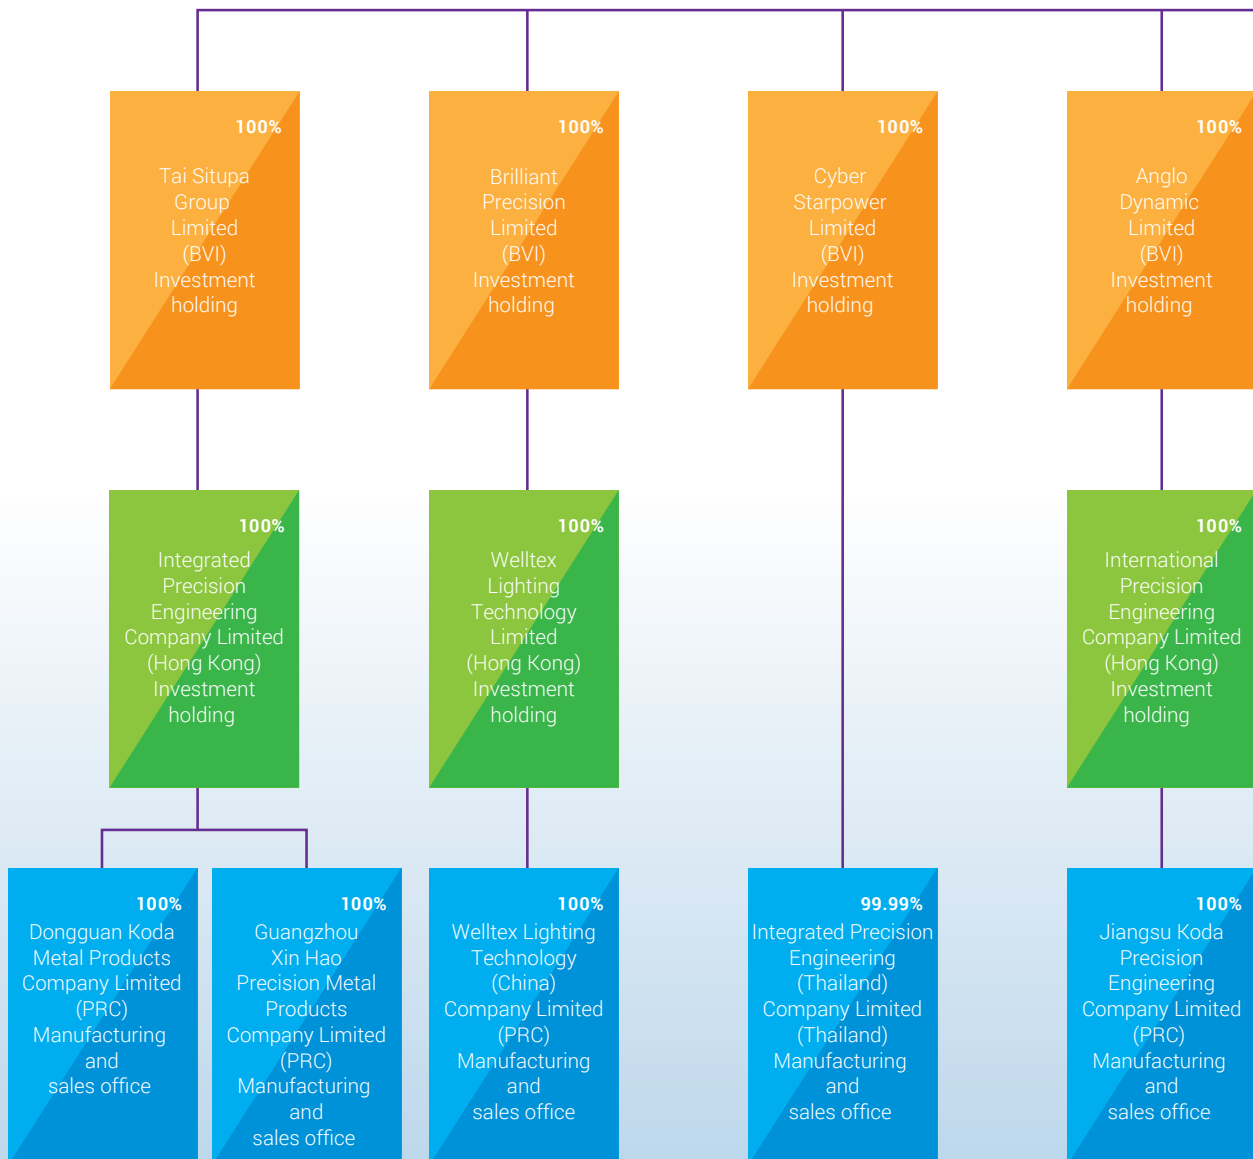 100%
Tai Situpa
Group
Limited
(BVI)
Investment
holding
100%
Brilliant
Precision
Limited
(BVI)
Investment
holding
100%
Cyber
Starpower
Limited
(BVI)
Investment
holding
100%
Anglo
Dynamic
Limited
(BVI)
Investment
holding
100%
Integrated
Precision
Engineering
Company Limited
(Hong Kong)
Investment
holding
100%
Welltex
Lighting
Technology
Limited
(Hong Kong)
Investment
holding
100%
International
Precision
Engineering
Company Limited
(Hong Kong)
Investment
holding
100%
Dongguan Koda
Metal Products
Company Limited
(PRC)
Manufacturing
and
sales office
100%
Guangzhou
Xin Hao
Precision Metal
Products
Company Limited
(PRC)
Manufacturing
and
sales office
100%
Welltex Lighting
Technology
(China)
Company Limited
(PRC)
Manufacturing
and
sales office
99.99%
Integrated Precision
Engineering
(Thailand)
Company Limited
(Thailand)
Manufacturing
and
sales office
100%
Jiangsu Koda
Precision
Engineering
Company Limited
(PRC)
Manufacturing
and
sales office